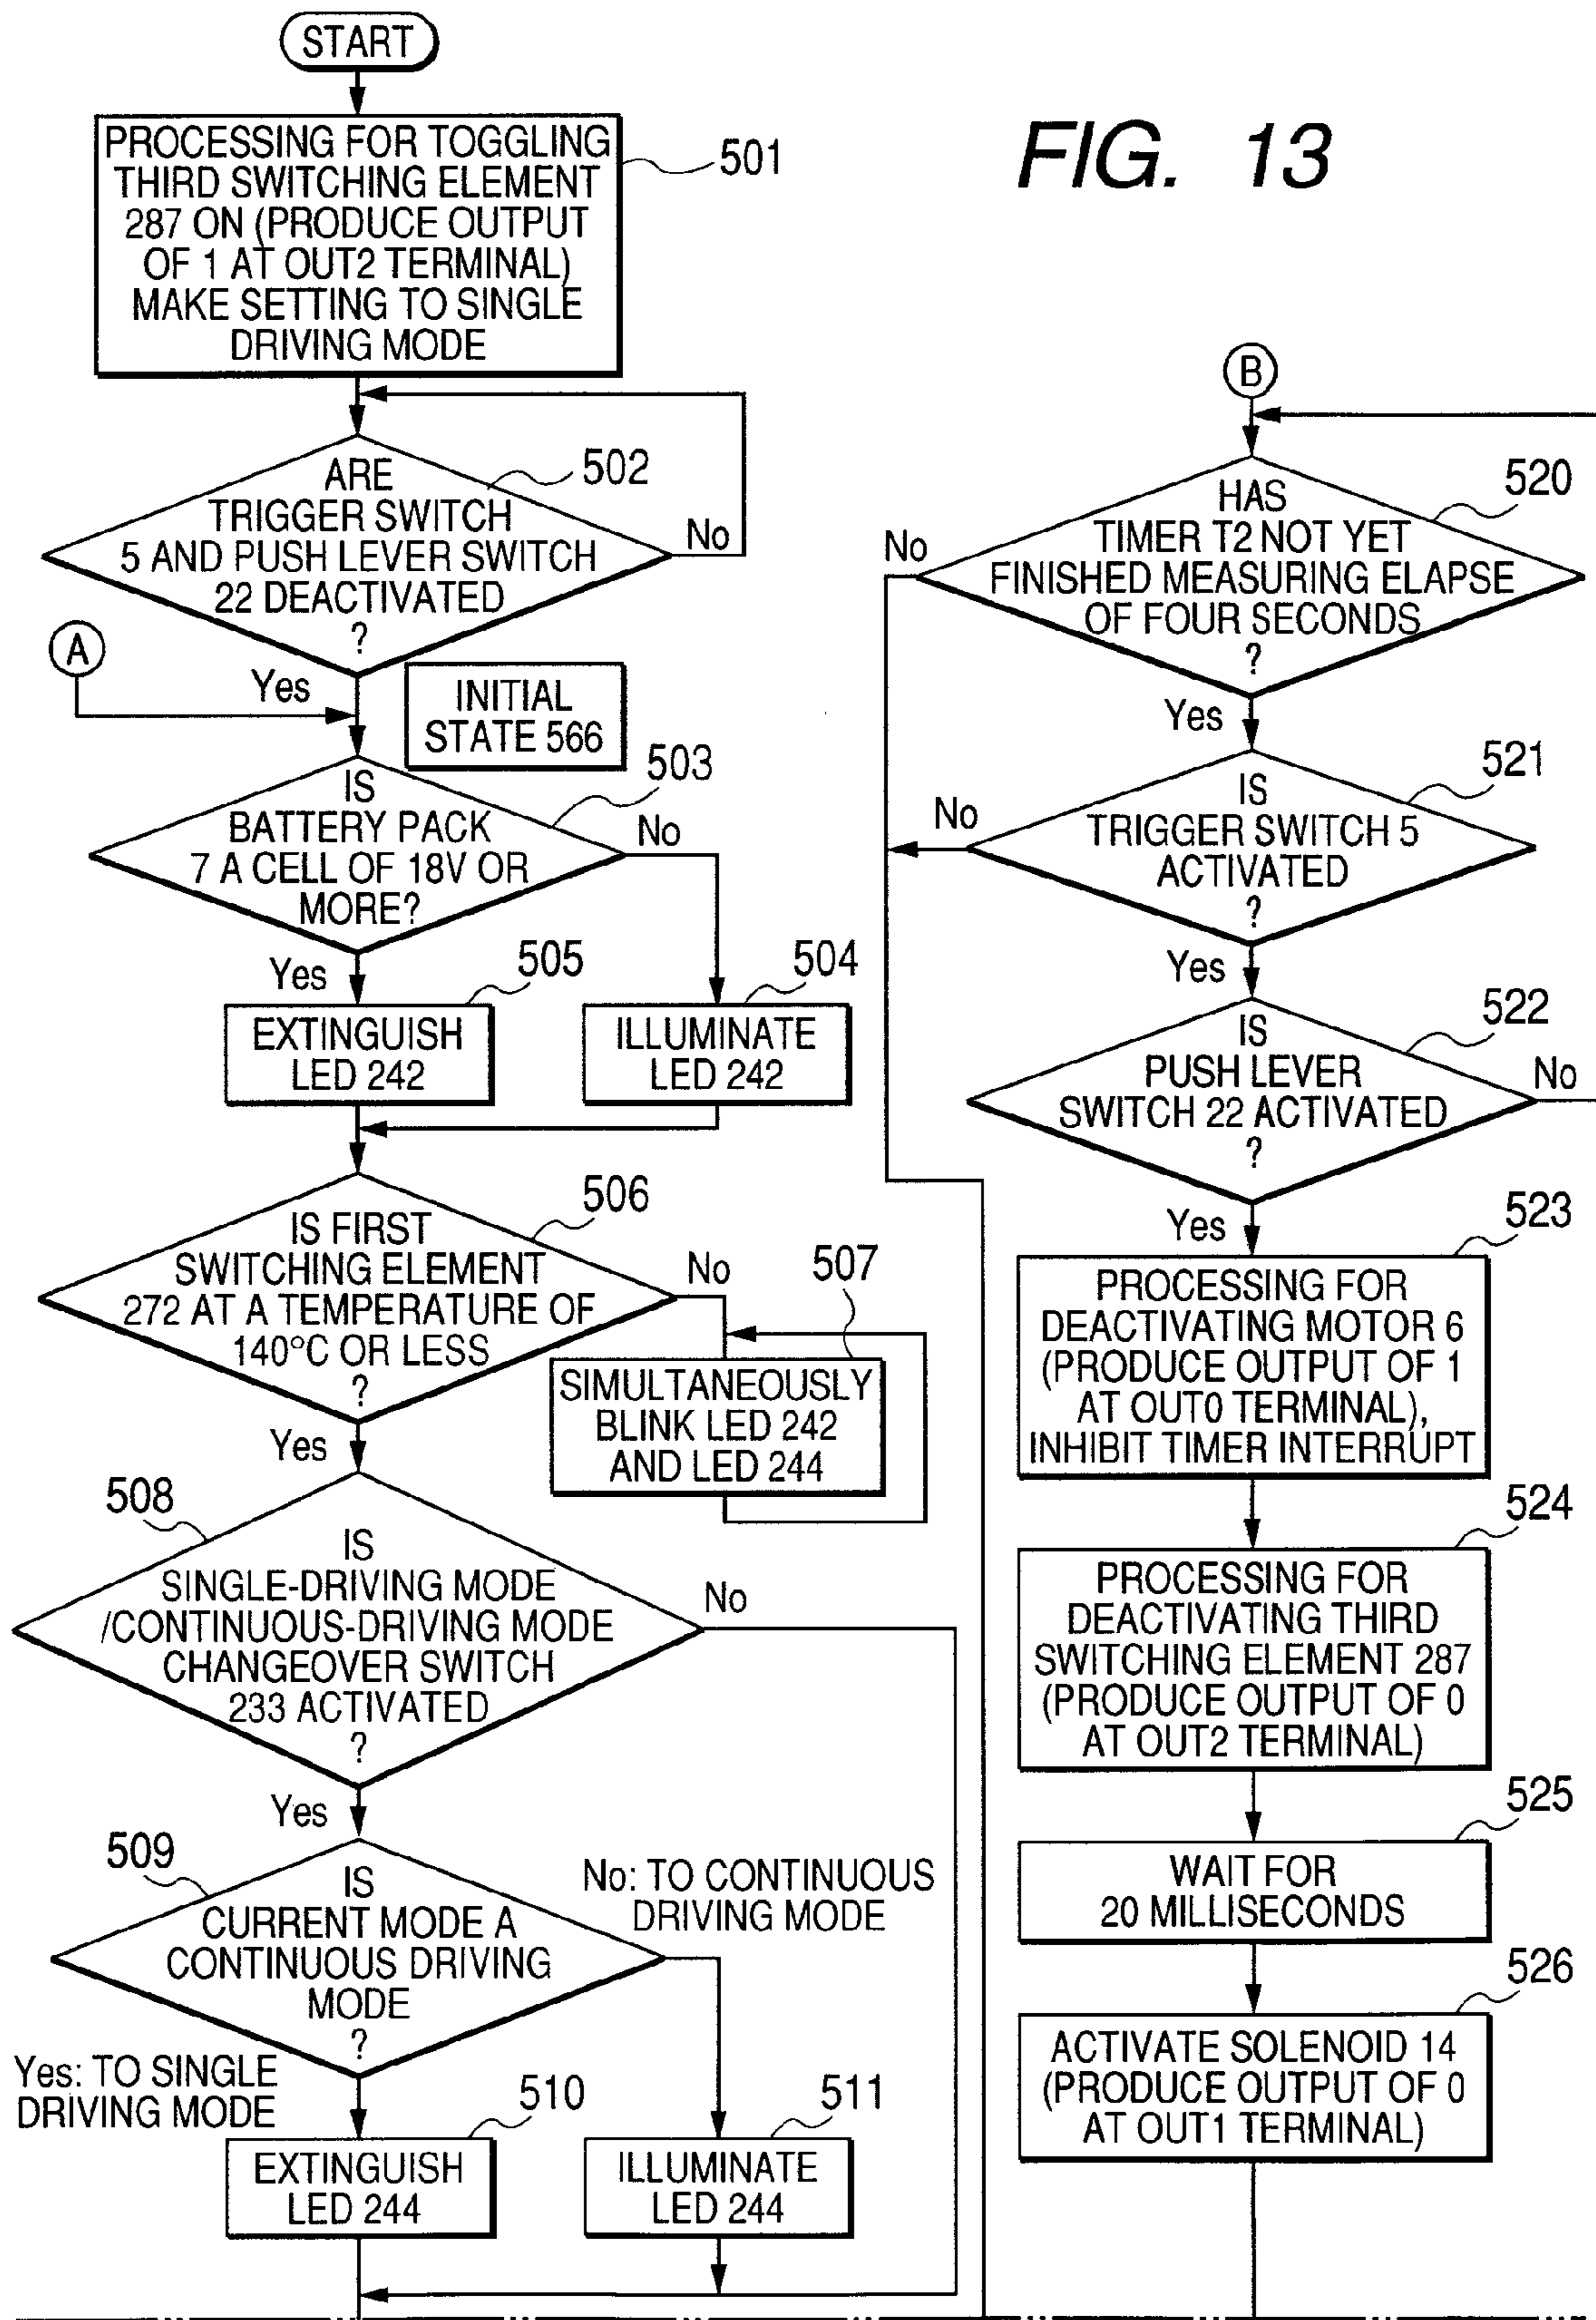 START
PROCESSING FOR TOGGLING
THIRD SWITCHING ELEMENT
287 ON (PRODUCE OUTPUT
OF 1 AT OUT2 TERMINAL)
MAKE SETTING TO SINGLE
DRIVING MODE
501
FIG. 13
ARE
TRIGGER SWITCH
5 AND PUSH LEVER SWITCH
22 DEACTIVATED
?
502
No
A
Yes
INITIAL
STATE 566
IS
BATTERY PACK
7 A CELL OF 18V OR
MORE?
503
No
Yes
505
504
EXTINGUISH
LED 242
ILLUMINATE
LED 242
IS FIRST
SWITCHING ELEMENT
272 AT A TEMPERATURE OF
140°C OR LESS
?
506
No
507
SIMULTANEOUSLY
BLINK LED 242
AND LED 244
Yes
508
IS
SINGLE-DRIVING MODE
/CONTINUOUS-DRIVING MODE
CHANGEOVER SWITCH
233 ACTIVATED
?
No
Yes
509
IS
CURRENT MODE A
CONTINUOUS DRIVING
MODE
?
No: TO CONTINUOUS
DRIVING MODE
Yes: TO SINGLE
DRIVING MODE
510
511
EXTINGUISH
LED 244
ILLUMINATE
LED 244
B
HAS
TIMER T2 NOT YET
FINISHED MEASURING ELAPSE
OF FOUR SECONDS
?
520
No
Yes
IS
TRIGGER SWITCH 5
ACTIVATED
?
521
No
Yes
IS
PUSH LEVER
SWITCH 22 ACTIVATED
?
522
No
Yes
523
PROCESSING FOR
DEACTIVATING MOTOR 6
(PRODUCE OUTPUT OF 1
AT OUT0 TERMINAL),
INHIBIT TIMER INTERRUPT
524
PROCESSING FOR
DEACTIVATING THIRD
SWITCHING ELEMENT 287
(PRODUCE OUTPUT OF 0
AT OUT2 TERMINAL)
525
WAIT FOR
20 MILLISECONDS
526
ACTIVATE SOLENOID 14
(PRODUCE OUTPUT OF 0
AT OUT1 TERMINAL)